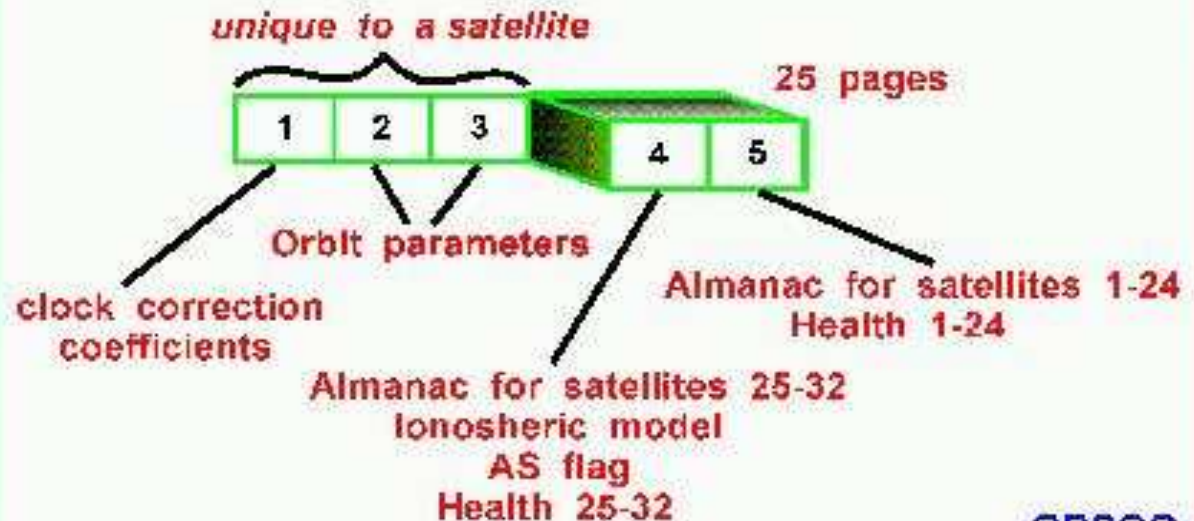 unique to a satellite
25 pages
1 2 3
4 5
Orbit parameters
clock correction
coefficients
Almanac for satellites 1-24
Health 1-24
Almanac for satellites 25-32
Ionosheric model
AS flag
Health 25-32